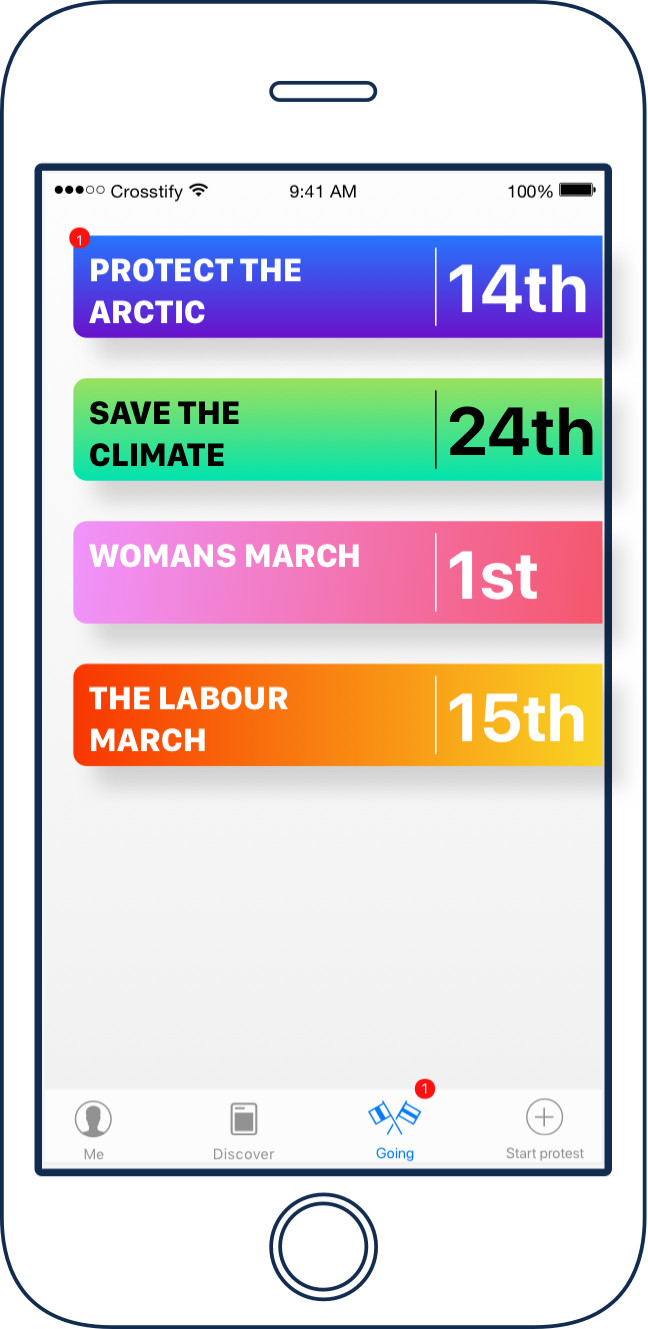 Crosstify 9:41 AM 100%
1
PROTECT THE
ARCTIC
14th
SAVE THE
CLIMATE
24th
WOMANS MARCH
1st
THE LABOUR
MARCH
15th
1
Me Discover Going Start protest